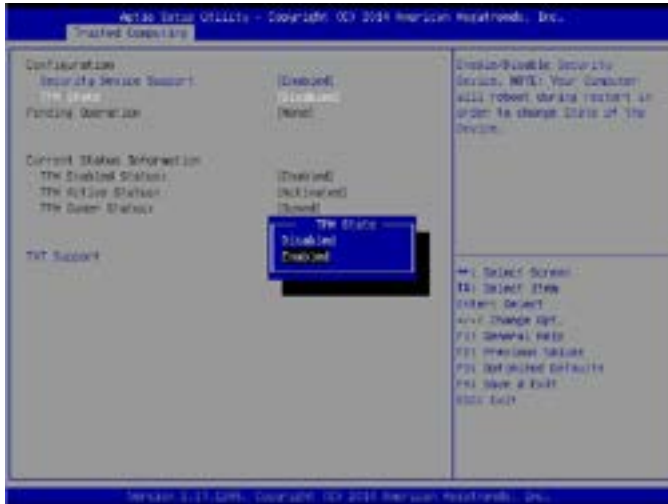 Aptio Setup Utility - Copyright (C) 2014 American Megatrends, Inc.
Trusted Computing
Configuration
Security Device Support [Enabled]
TPM State [Disabled]
Pending Operation [None]
Current Status Information
TPM Enabled Status: [Enabled]
TPM Active Status: [Activated]
TPM Owner Status: [Owned]
TXT Support
TPM State
Disabled
Enabled
Enable/Disable Security
Device. NOTE: Your Computer
will reboot during restart in
order to change State of the
Device.
: Select Screen
: Select Item
Enter: Select
+/-: Change Opt.
F1: General Help
F2: Previous Values
F3: Optimized Defaults
F4: Save & Exit
ESC: Exit
Version Copyright (C) 2014 American Megatrends, Inc.